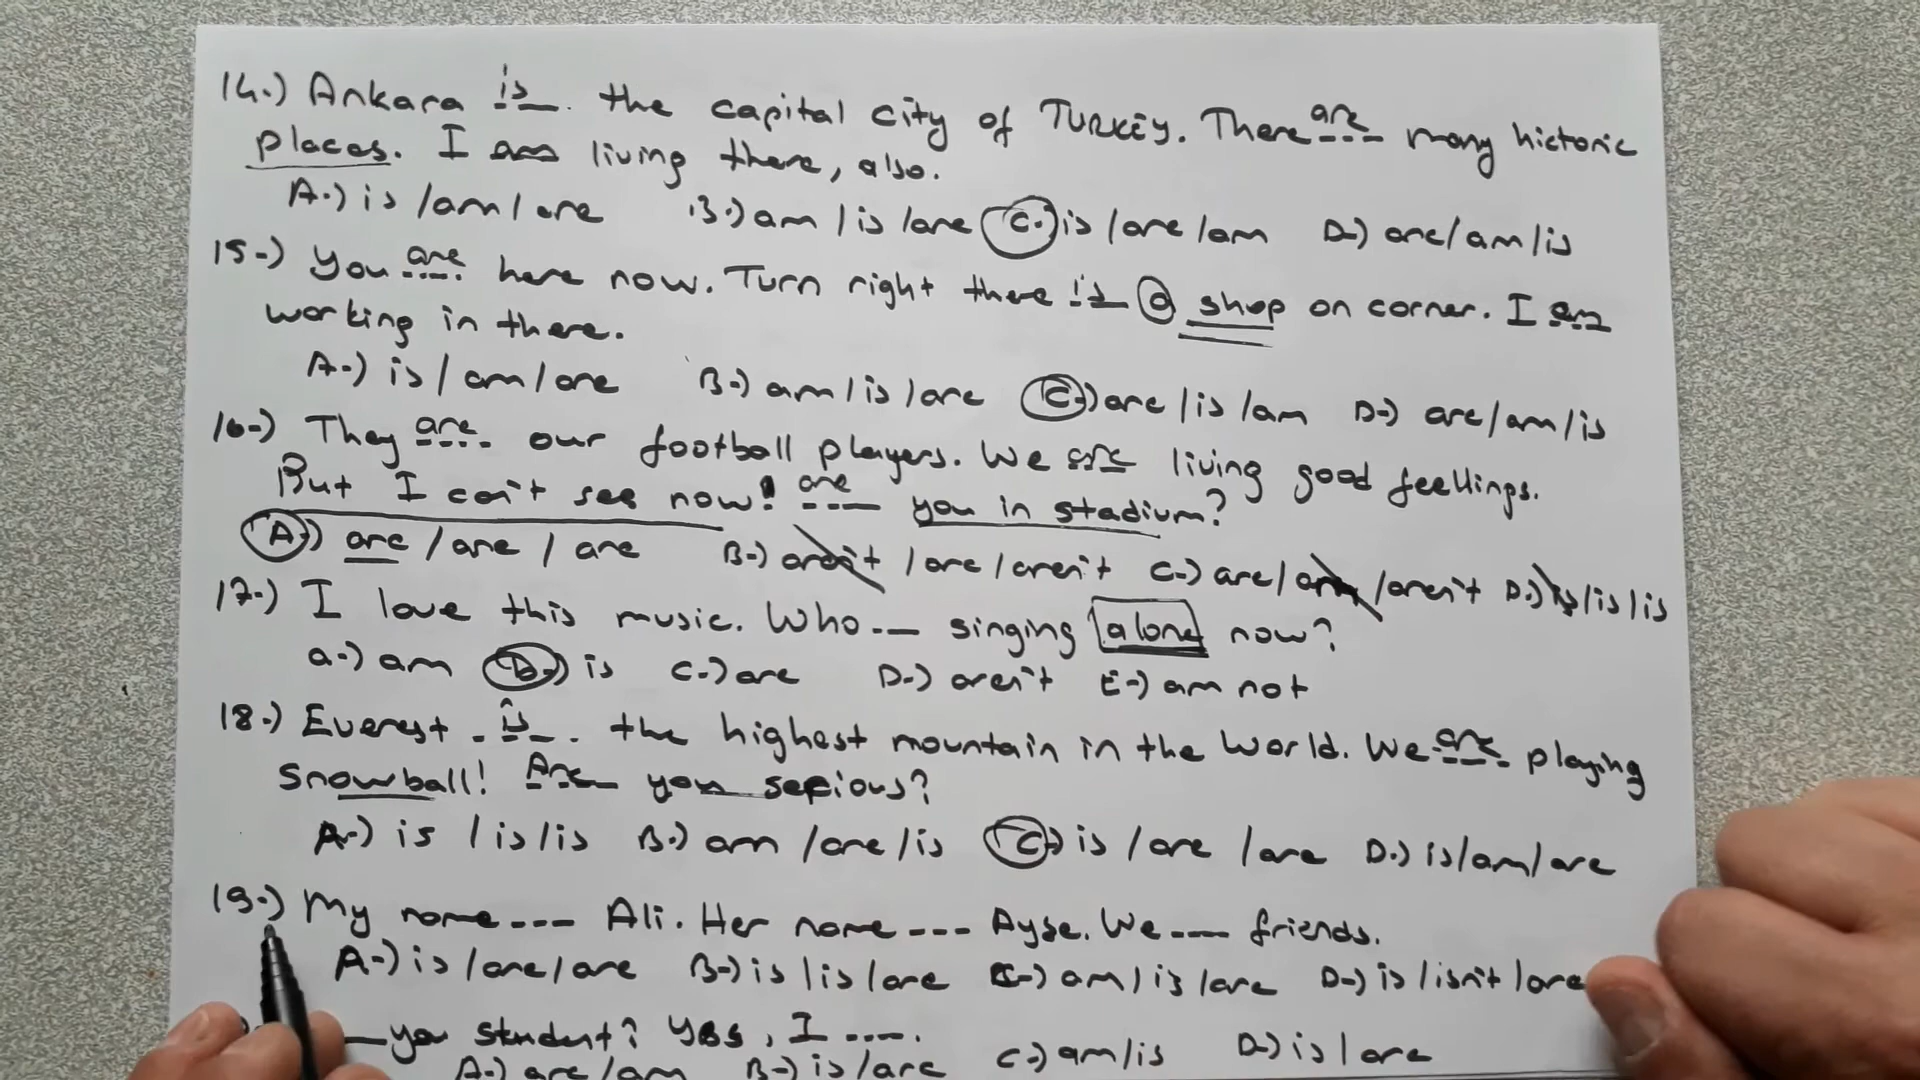 14.) Ankara is. the capital city of TURKEY. There are many hictoric
places. I am living there, also.
A.) is /am / are B.) am / is /are C.) is /are /am D.) are/am/is
15.) You are here now. Turn right there is a shop on corner. I am
working in there.
A.) is / am / are B.) am / is / are C.) are / is /am D.) are/am/is
16.) They are our football players. We are living good feellings.
But I can't see now! are you in stadium?
A.) are /are / are B.) aren't /are/aren't C.) are/ /aren't D.) is/is/is
17.) I love this music. Who --- singing alone now?
a.) am b.) is C.) are D.) aren't E.) am not
18.) Everest is the highest mountain in the World. We are playing
snowball! Are you serious?
A.) is /is/is B.) am /are/is C.) is /are /are D.) is/am/are
19.) My name --- Ali. Her name --- Ayşe. We --- friends.
A.) is /are/are B.) is /is /are C.) am / is /are D.) is /isn't /are
you student? Yes, I ----.
A.) are /am B.) is/are C.) am/is D.) is/are